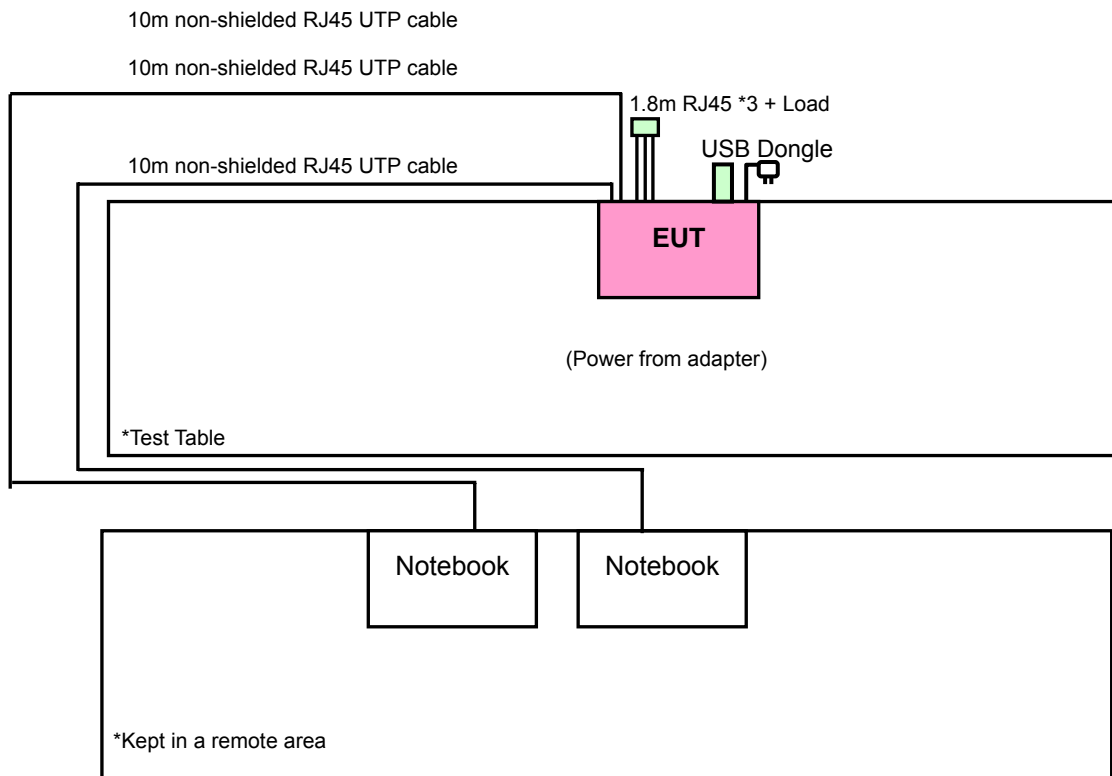 10m non-shielded RJ45 UTP cable
10m non-shielded RJ45 UTP cable
1.8m RJ45 *3 + Load
USB Dongle
10m non-shielded RJ45 UTP cable
EUT
(Power from adapter)
*Test Table
Notebook
Notebook
*Kept in a remote area